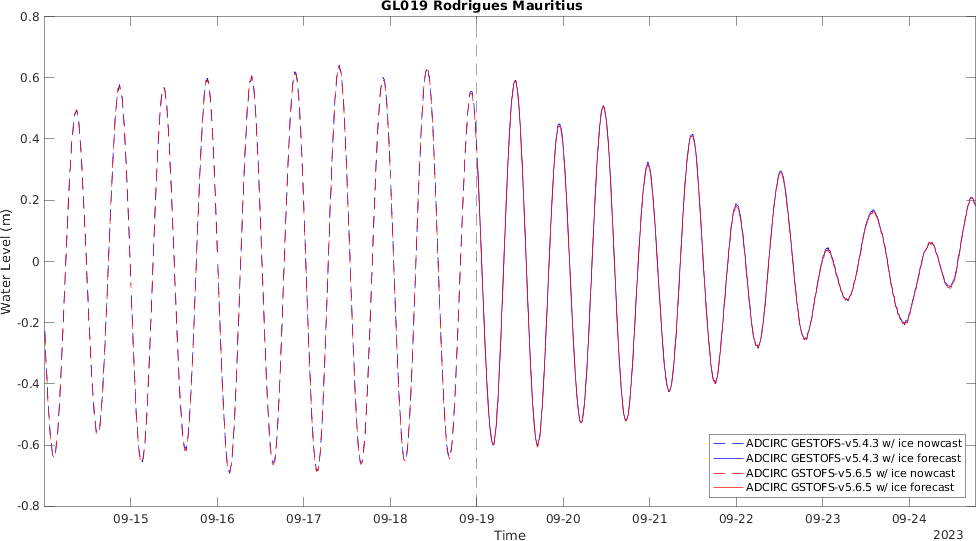 GL019 Rodrigues Mauritius
Water Level (m)
0.8
0.6
0.4
0.2
0
-0.2
-0.4
-0.6
-0.8
09-15
09-16
09-17
09-18
09-19
09-20
09-21
09-22
09-23
09-24
Time
2023
ADCIRC GESTOFS-v5.4.3 w/ ice nowcast
ADCIRC GESTOFS-v5.4.3 w/ ice forecast
ADCIRC GSTOFS-v5.6.5 w/ ice nowcast
ADCIRC GSTOFS-v5.6.5 w/ ice forecast